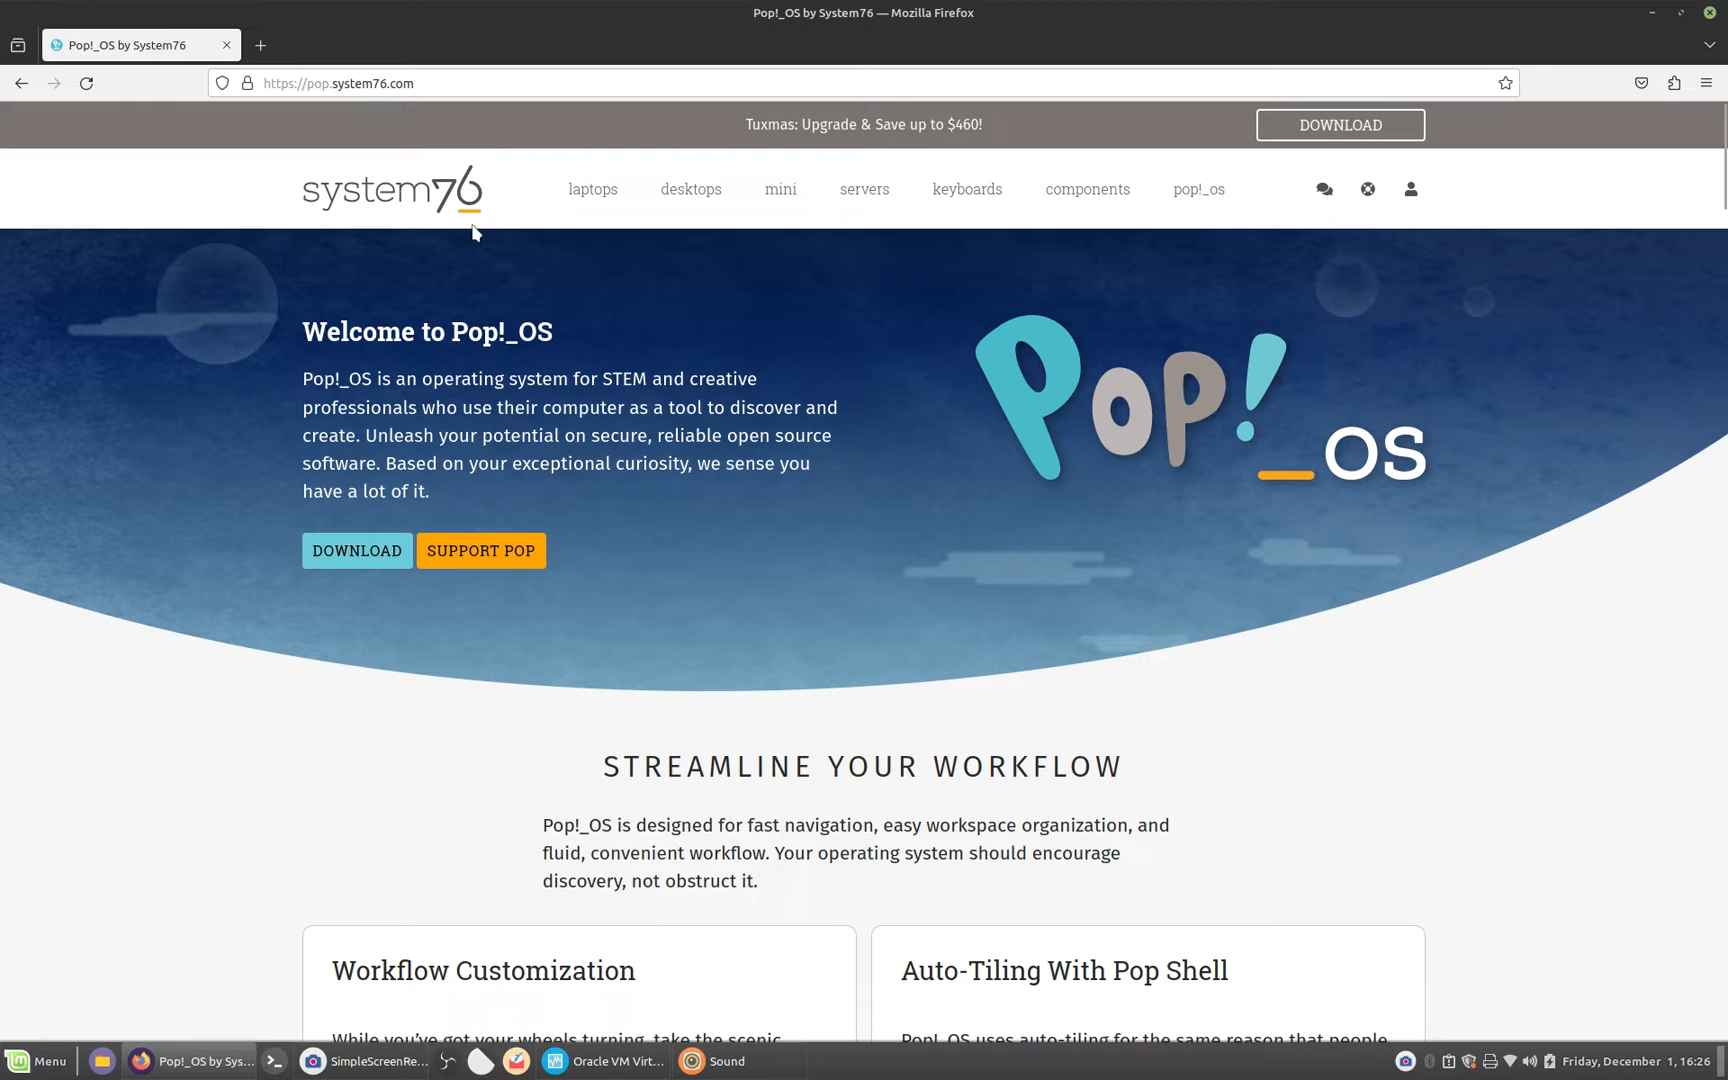 Pop!_OS by System76 — Mozilla Firefox
Pop!_OS by System76
https://pop.system76.com
Tuxmas: Upgrade & Save up to $460!
DOWNLOAD
system76
laptops
desktops
mini
servers
keyboards
components
pop!_os
Welcome to Pop!_OS
Pop!_OS is an operating system for STEM and creative
professionals who use their computer as a tool to discover and
create. Unleash your potential on secure, reliable open source
software. Based on your exceptional curiosity, we sense you
have a lot of it.
DOWNLOAD
SUPPORT POP
Pop!_OS
STREAMLINE YOUR WORKFLOW
Pop!_OS is designed for fast navigation, easy workspace organization, and
fluid, convenient workflow. Your operating system should encourage
discovery, not obstruct it.
Workflow Customization
While you've got your wheels turning, take the scenic
Auto-Tiling With Pop Shell
Pop!_OS uses auto-tiling for the same reason that people
Menu
Pop!_OS by Sys...
SimpleScreenRe...
Oracle VM Virt...
Sound
Friday, December 1, 16:26